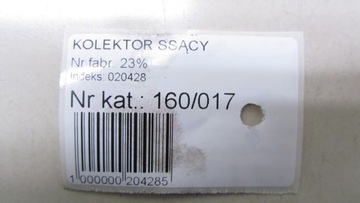 KOLEKTOR SSĄCY
Nr fabr. 23%
Indeks: 020428
Nr kat.: 160/017
1 000000 204285